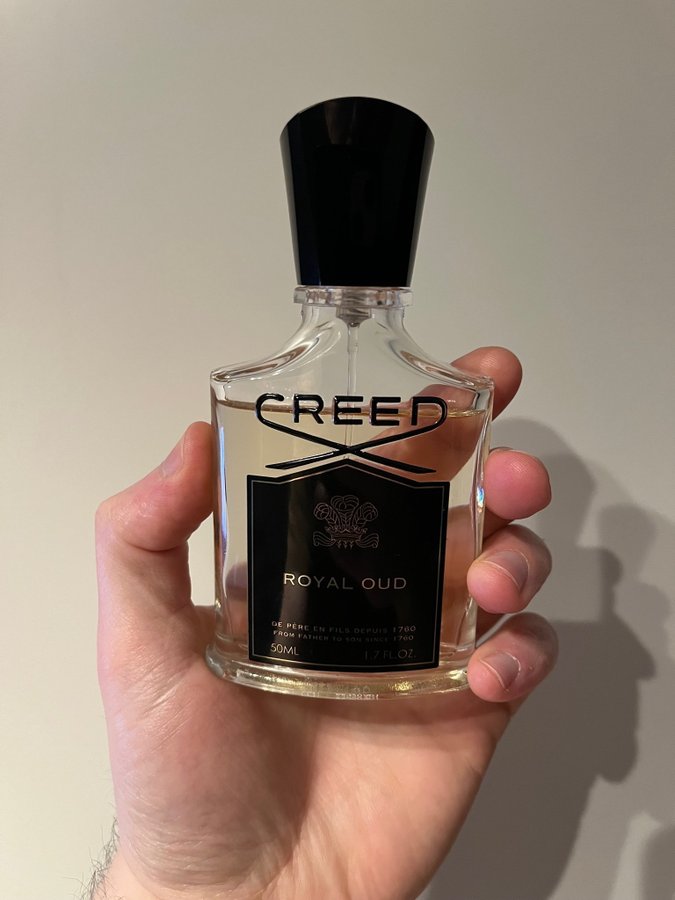 CREED
ROYAL OUD
DE PÈRE EN FILS DEPUIS 1760
FROM FATHER TO SON SINCE 1760
50ML 1.7 FL.OZ.